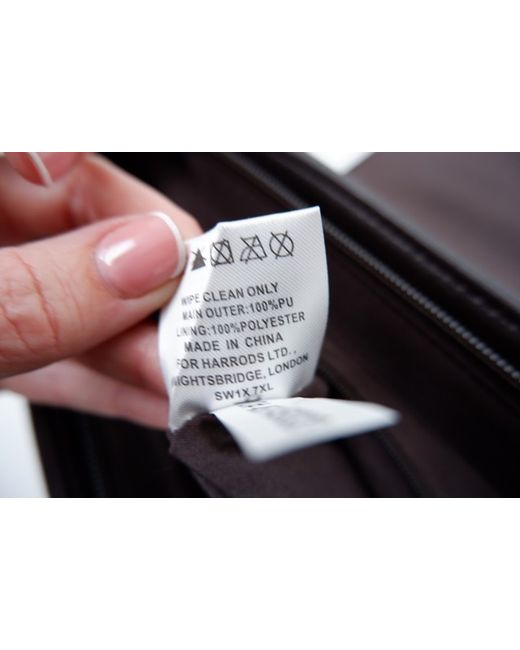 WIPE CLEAN ONLY
MAIN OUTER:100%PU
LINING:100%POLYESTER
MADE IN CHINA
FOR HARRODS LTD.,
KNIGHTSBRIDGE, LONDON
SW1X 7XL